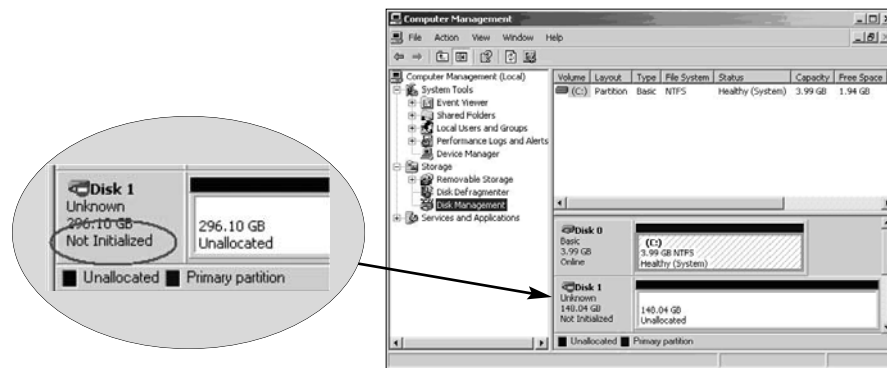 Computer Management
File Action View Window Help
Computer Management (Local)
System Tools
Event Viewer
Shared Folders
Local Users and Groups
Performance Logs and Alerts
Device Manager
Storage
Removable Storage
Disk Defragmenter
Disk Management
Services and Applications
Volume Layout Type File System Status Capacity Free Space
(C:) Partition Basic NTFS Healthy (System) 3.99 GB 1.94 GB
Disk 0
Basic
3.99 GB
Online
(C:)
3.99 GB NTFS
Healthy (System)
Disk 1
Unknown
148.04 GB
Not Initialized
148.04 GB
Unallocated
Unallocated Primary partition
Disk 1
Unknown
296.10 GB
Not Initialized
296.10 GB
Unallocated
Unallocated Primary partition